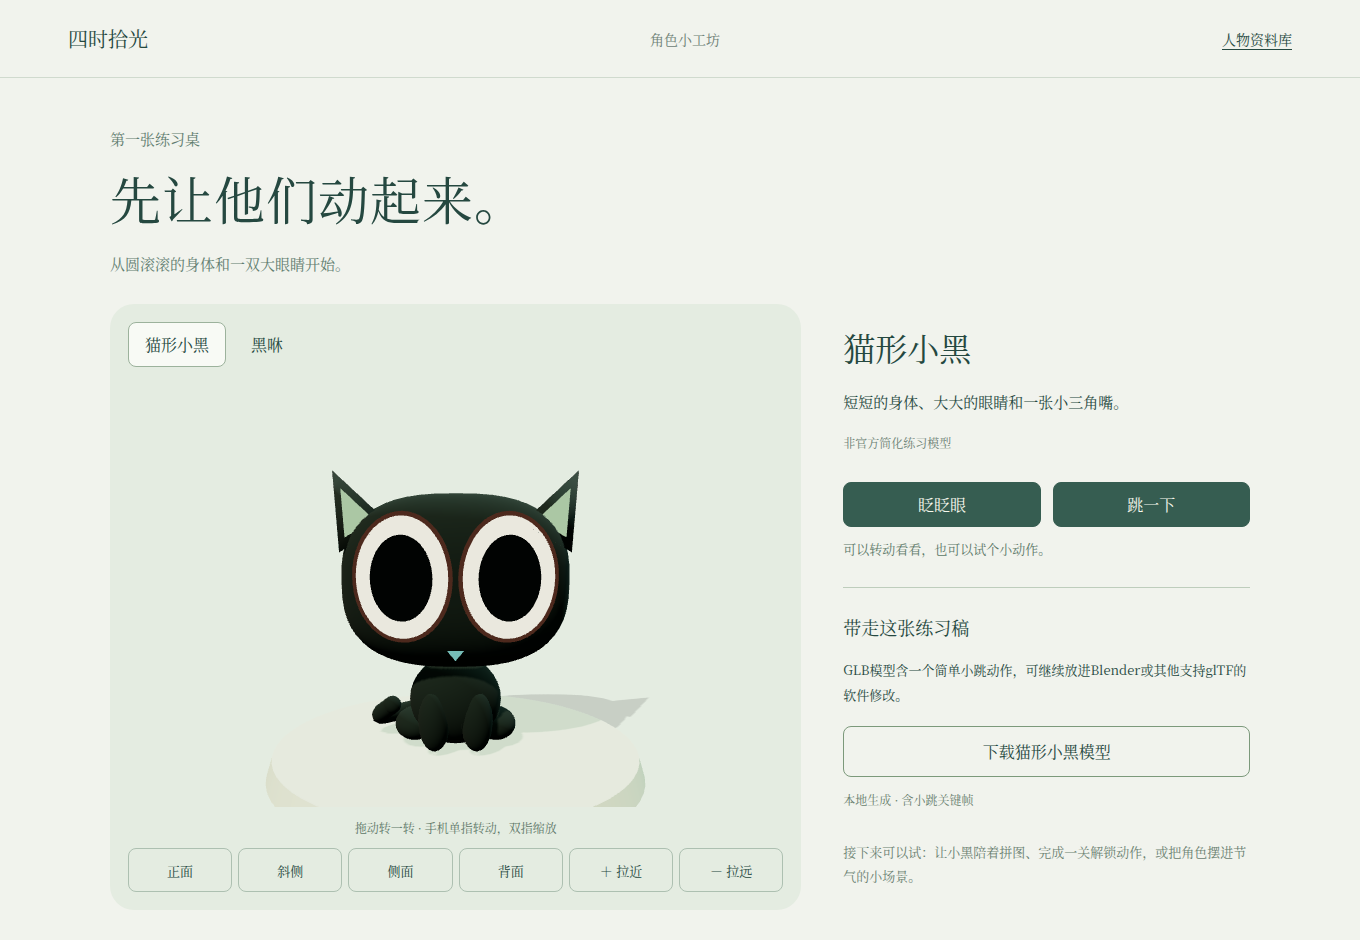 四时拾光
角色小工坊
人物资料库
第一张练习桌
先让他们动起来。
从圆滚滚的身体和一双大眼睛开始。
猫形小黑
黑咻
猫形小黑
短短的身体、大大的眼睛和一张小三角嘴。
非官方简化练习模型
眨眨眼
跳一下
可以转动看看，也可以试个小动作。
带走这张练习稿
GLB模型含一个简单小跳动作，可继续放进Blender或其他支持glTF的
软件修改。
下载猫形小黑模型
本地生成 · 含小跳关键帧
接下来可以试：让小黑陪着拼图、完成一关解锁动作，或把角色摆进节
气的小场景。
拖动转一转 · 手机单指转动，双指缩放
正面
斜侧
侧面
背面
＋ 拉近
－ 拉远